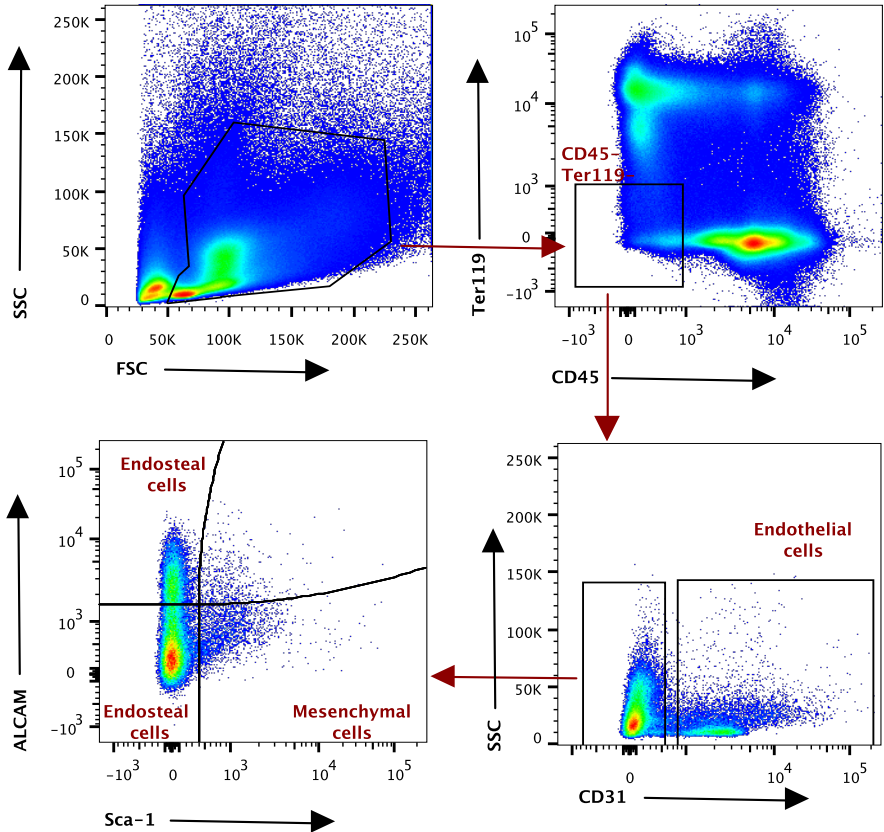 250K
200K
150K
100K
50K
0
SSC
0 50K 100K 150K 200K 250K
FSC
10^5
10^4
10^3
0
-10^3
Ter119
CD45-
Ter119-
-10^3 0 10^3 10^4 10^5
CD45
10^5
10^4
10^3
0
-10^3
ALCAM
Endosteal
cells
Endosteal
cells
Mesenchymal
cells
-10^3 0 10^3 10^4 10^5
Sca-1
250K
200K
150K
100K
50K
0
SSC
Endothelial
cells
0 10^4 10^5
CD31